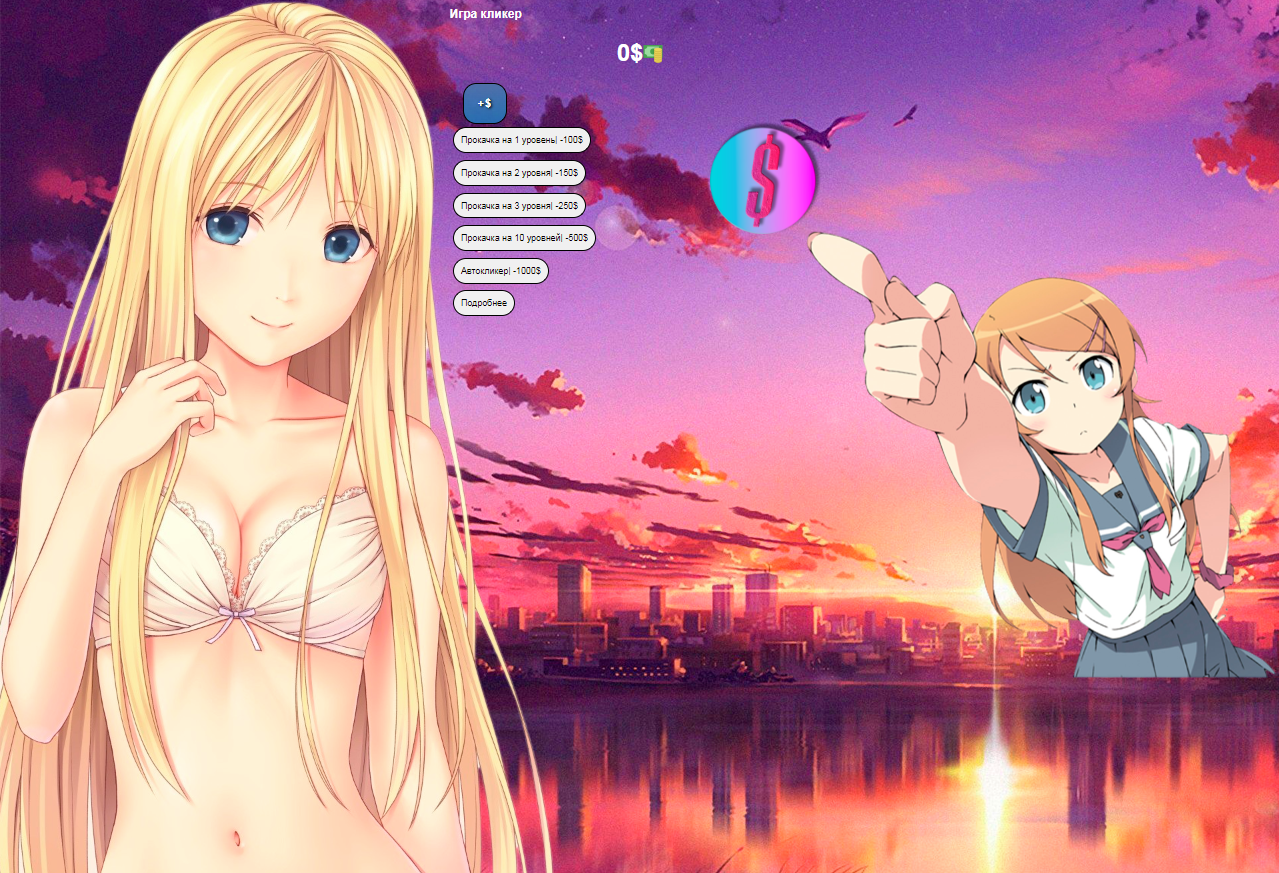 Игра кликер
0$
+$
Прокачка на 1 уровень| -100$
Прокачка на 2 уровня| -150$
Прокачка на 3 уровня| -250$
Прокачка на 10 уровней| -500$
Автокликер| -1000$
Подробнее
$